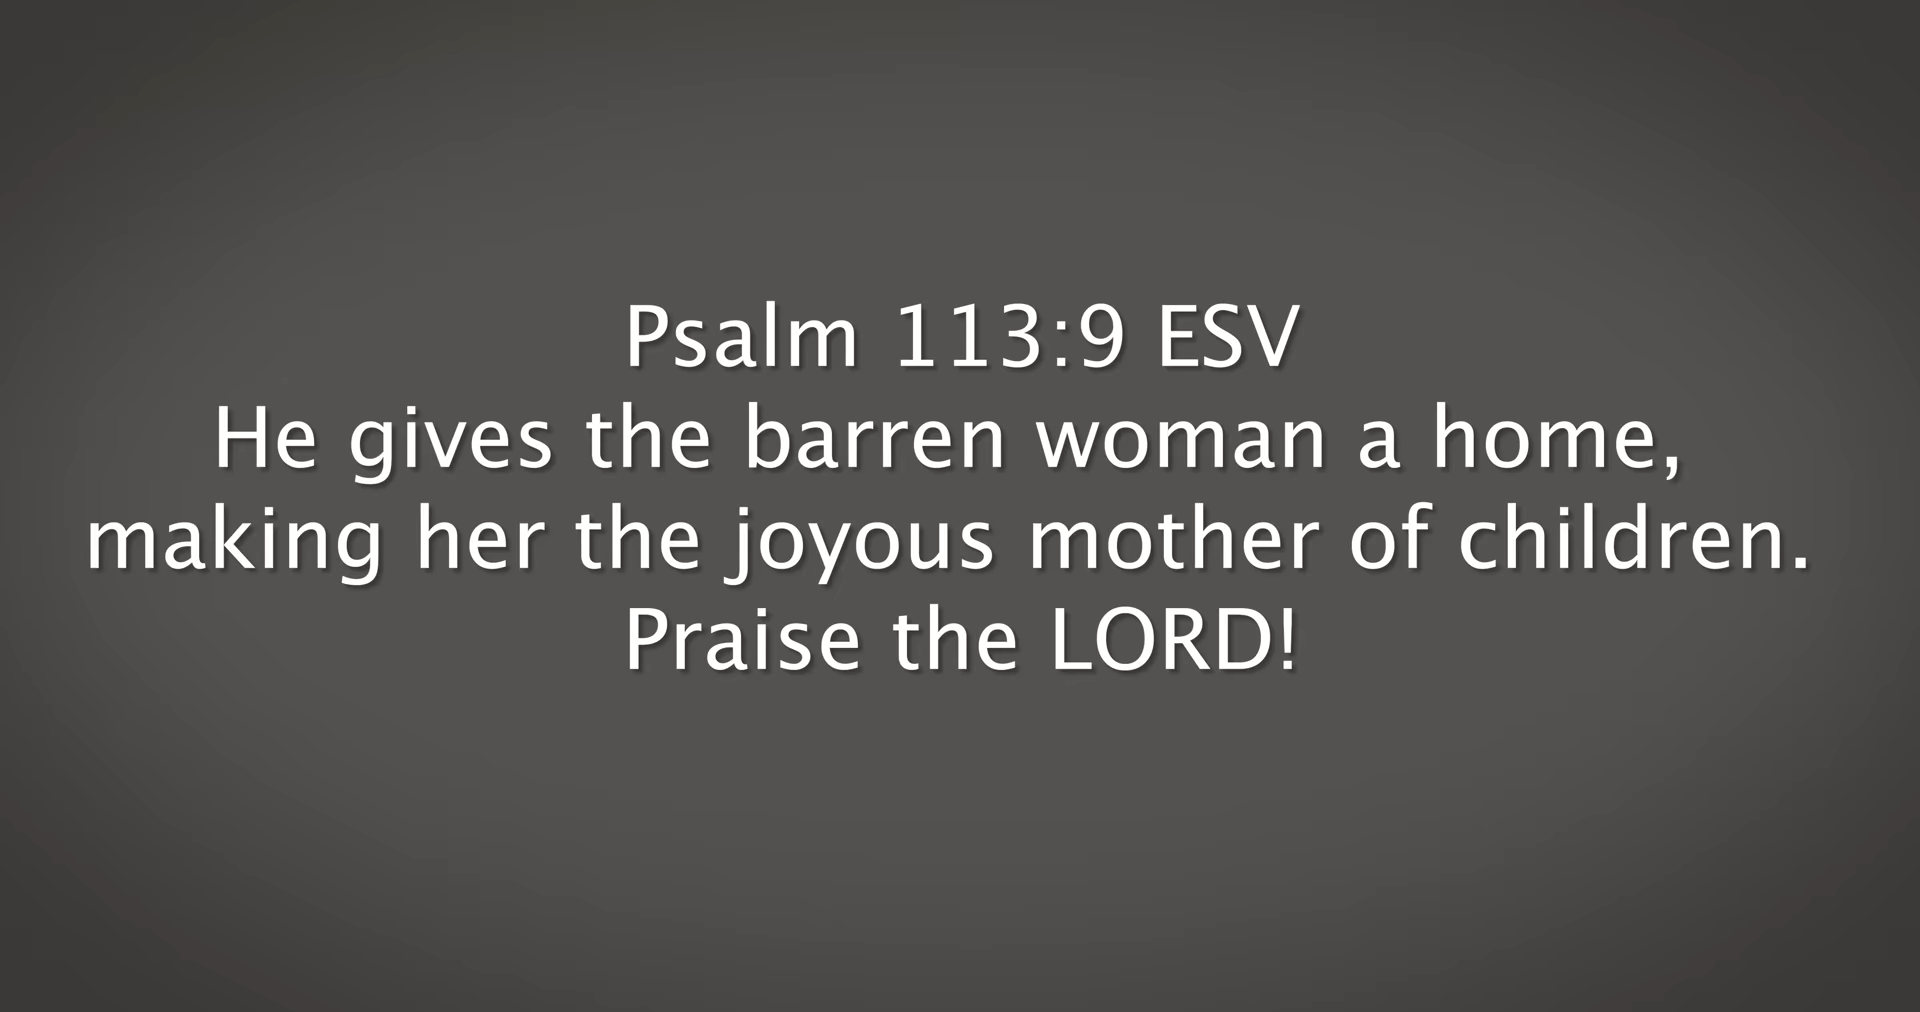 Psalm 113:9 ESV
He gives the barren woman a home,
making her the joyous mother of children.
Praise the LORD!